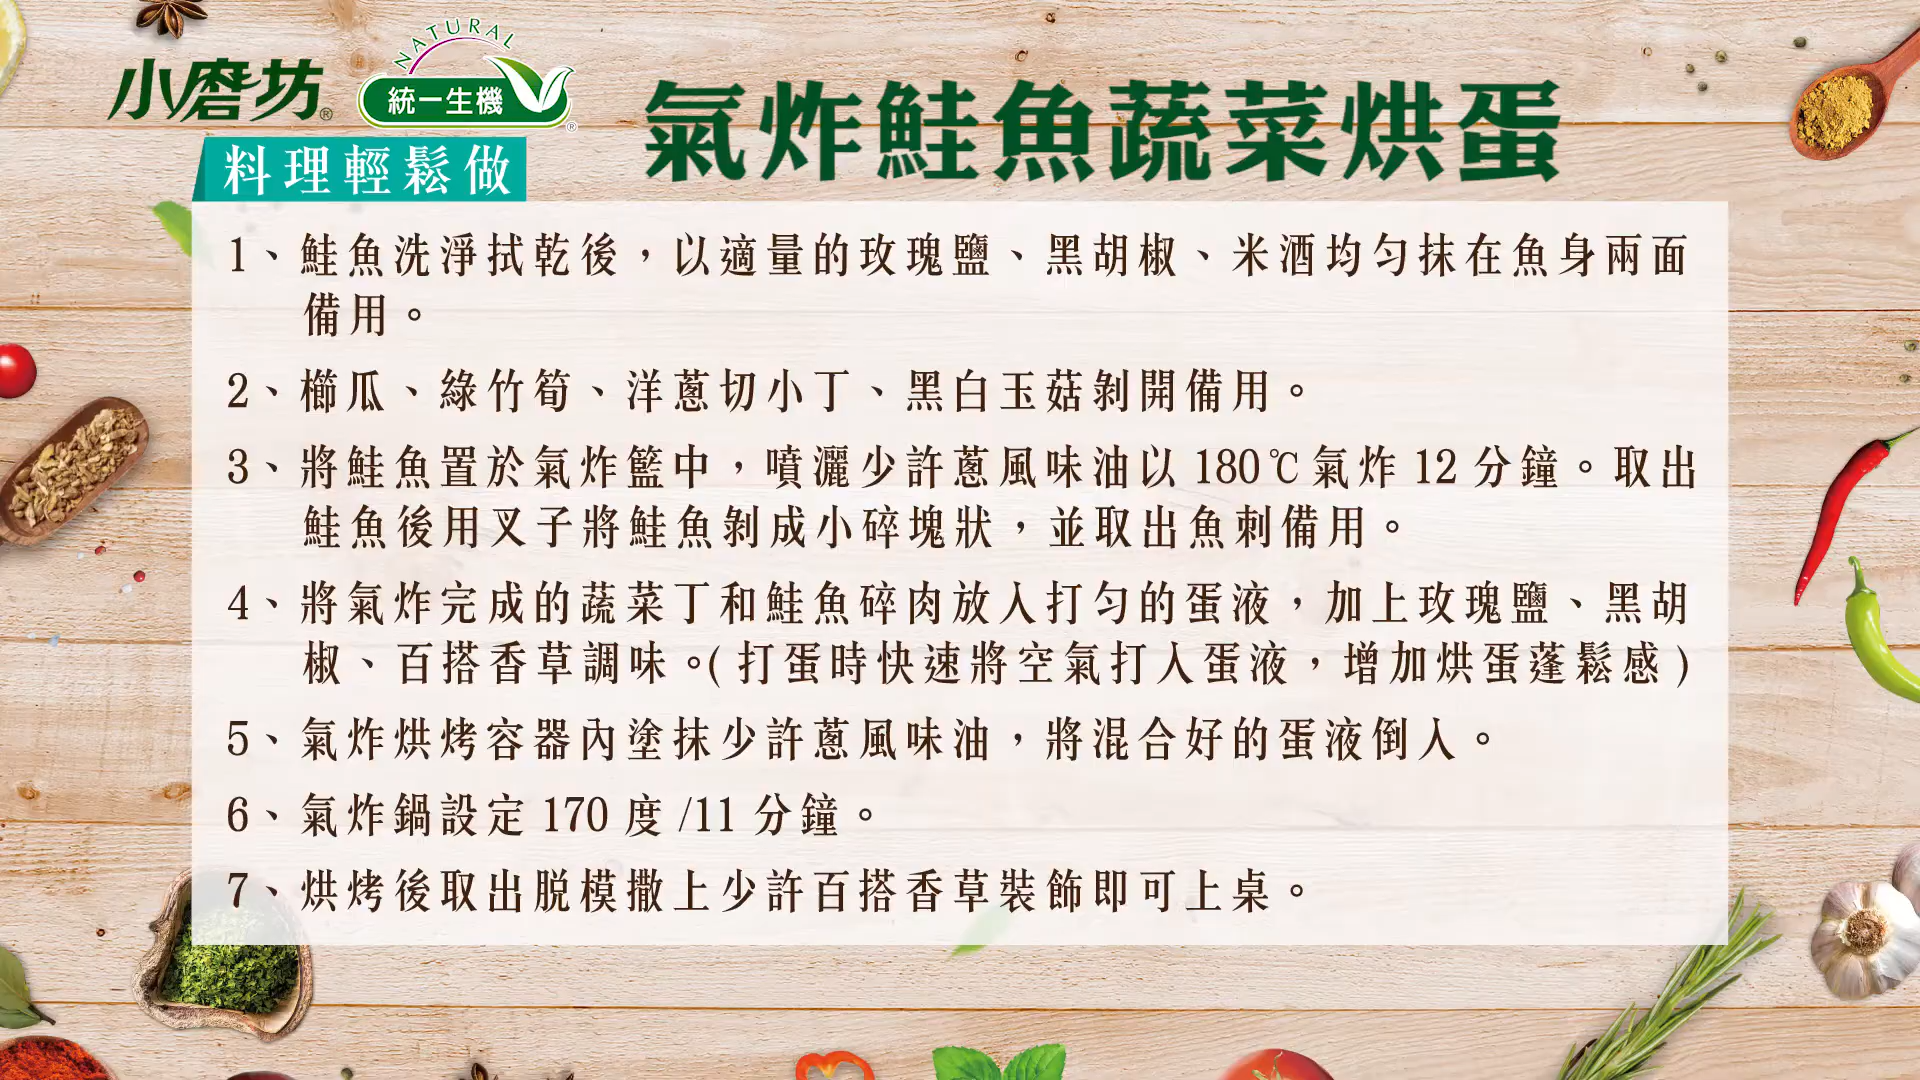 小磨坊®
NATURAL
統一生機®
料理輕鬆做
氣炸鮭魚蔬菜烘蛋
1、鮭魚洗淨拭乾後，以適量的玫瑰鹽、黑胡椒、米酒均勻抹在魚身兩面
備用。
2、櫛瓜、綠竹筍、洋蔥切小丁、黑白玉菇剝開備用。
3、將鮭魚置於氣炸籃中，噴灑少許蔥風味油以 180℃氣炸 12 分鐘。取出
鮭魚後用叉子將鮭魚剝成小碎塊狀，並取出魚刺備用。
4、將氣炸完成的蔬菜丁和鮭魚碎肉放入打勻的蛋液，加上玫瑰鹽、黑胡
椒、百搭香草調味。(打蛋時快速將空氣打入蛋液，增加烘蛋蓬鬆感)
5、氣炸烘烤容器內塗抹少許蔥風味油，將混合好的蛋液倒入。
6、氣炸鍋設定 170 度 /11 分鐘。
7、烘烤後取出脫模撒上少許百搭香草裝飾即可上桌。